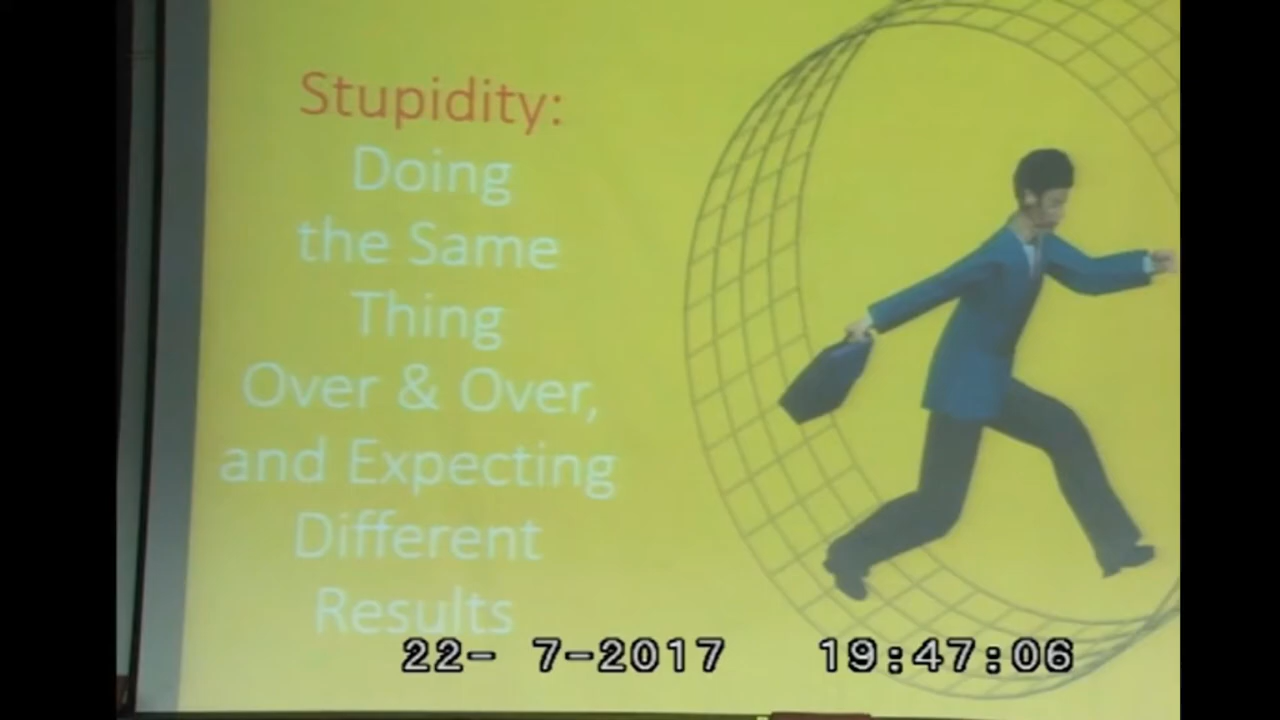 Stupidity:
Doing
the Same
Thing
Over & Over,
and Expecting
Different
Results
22- 7-2017 19:47:06